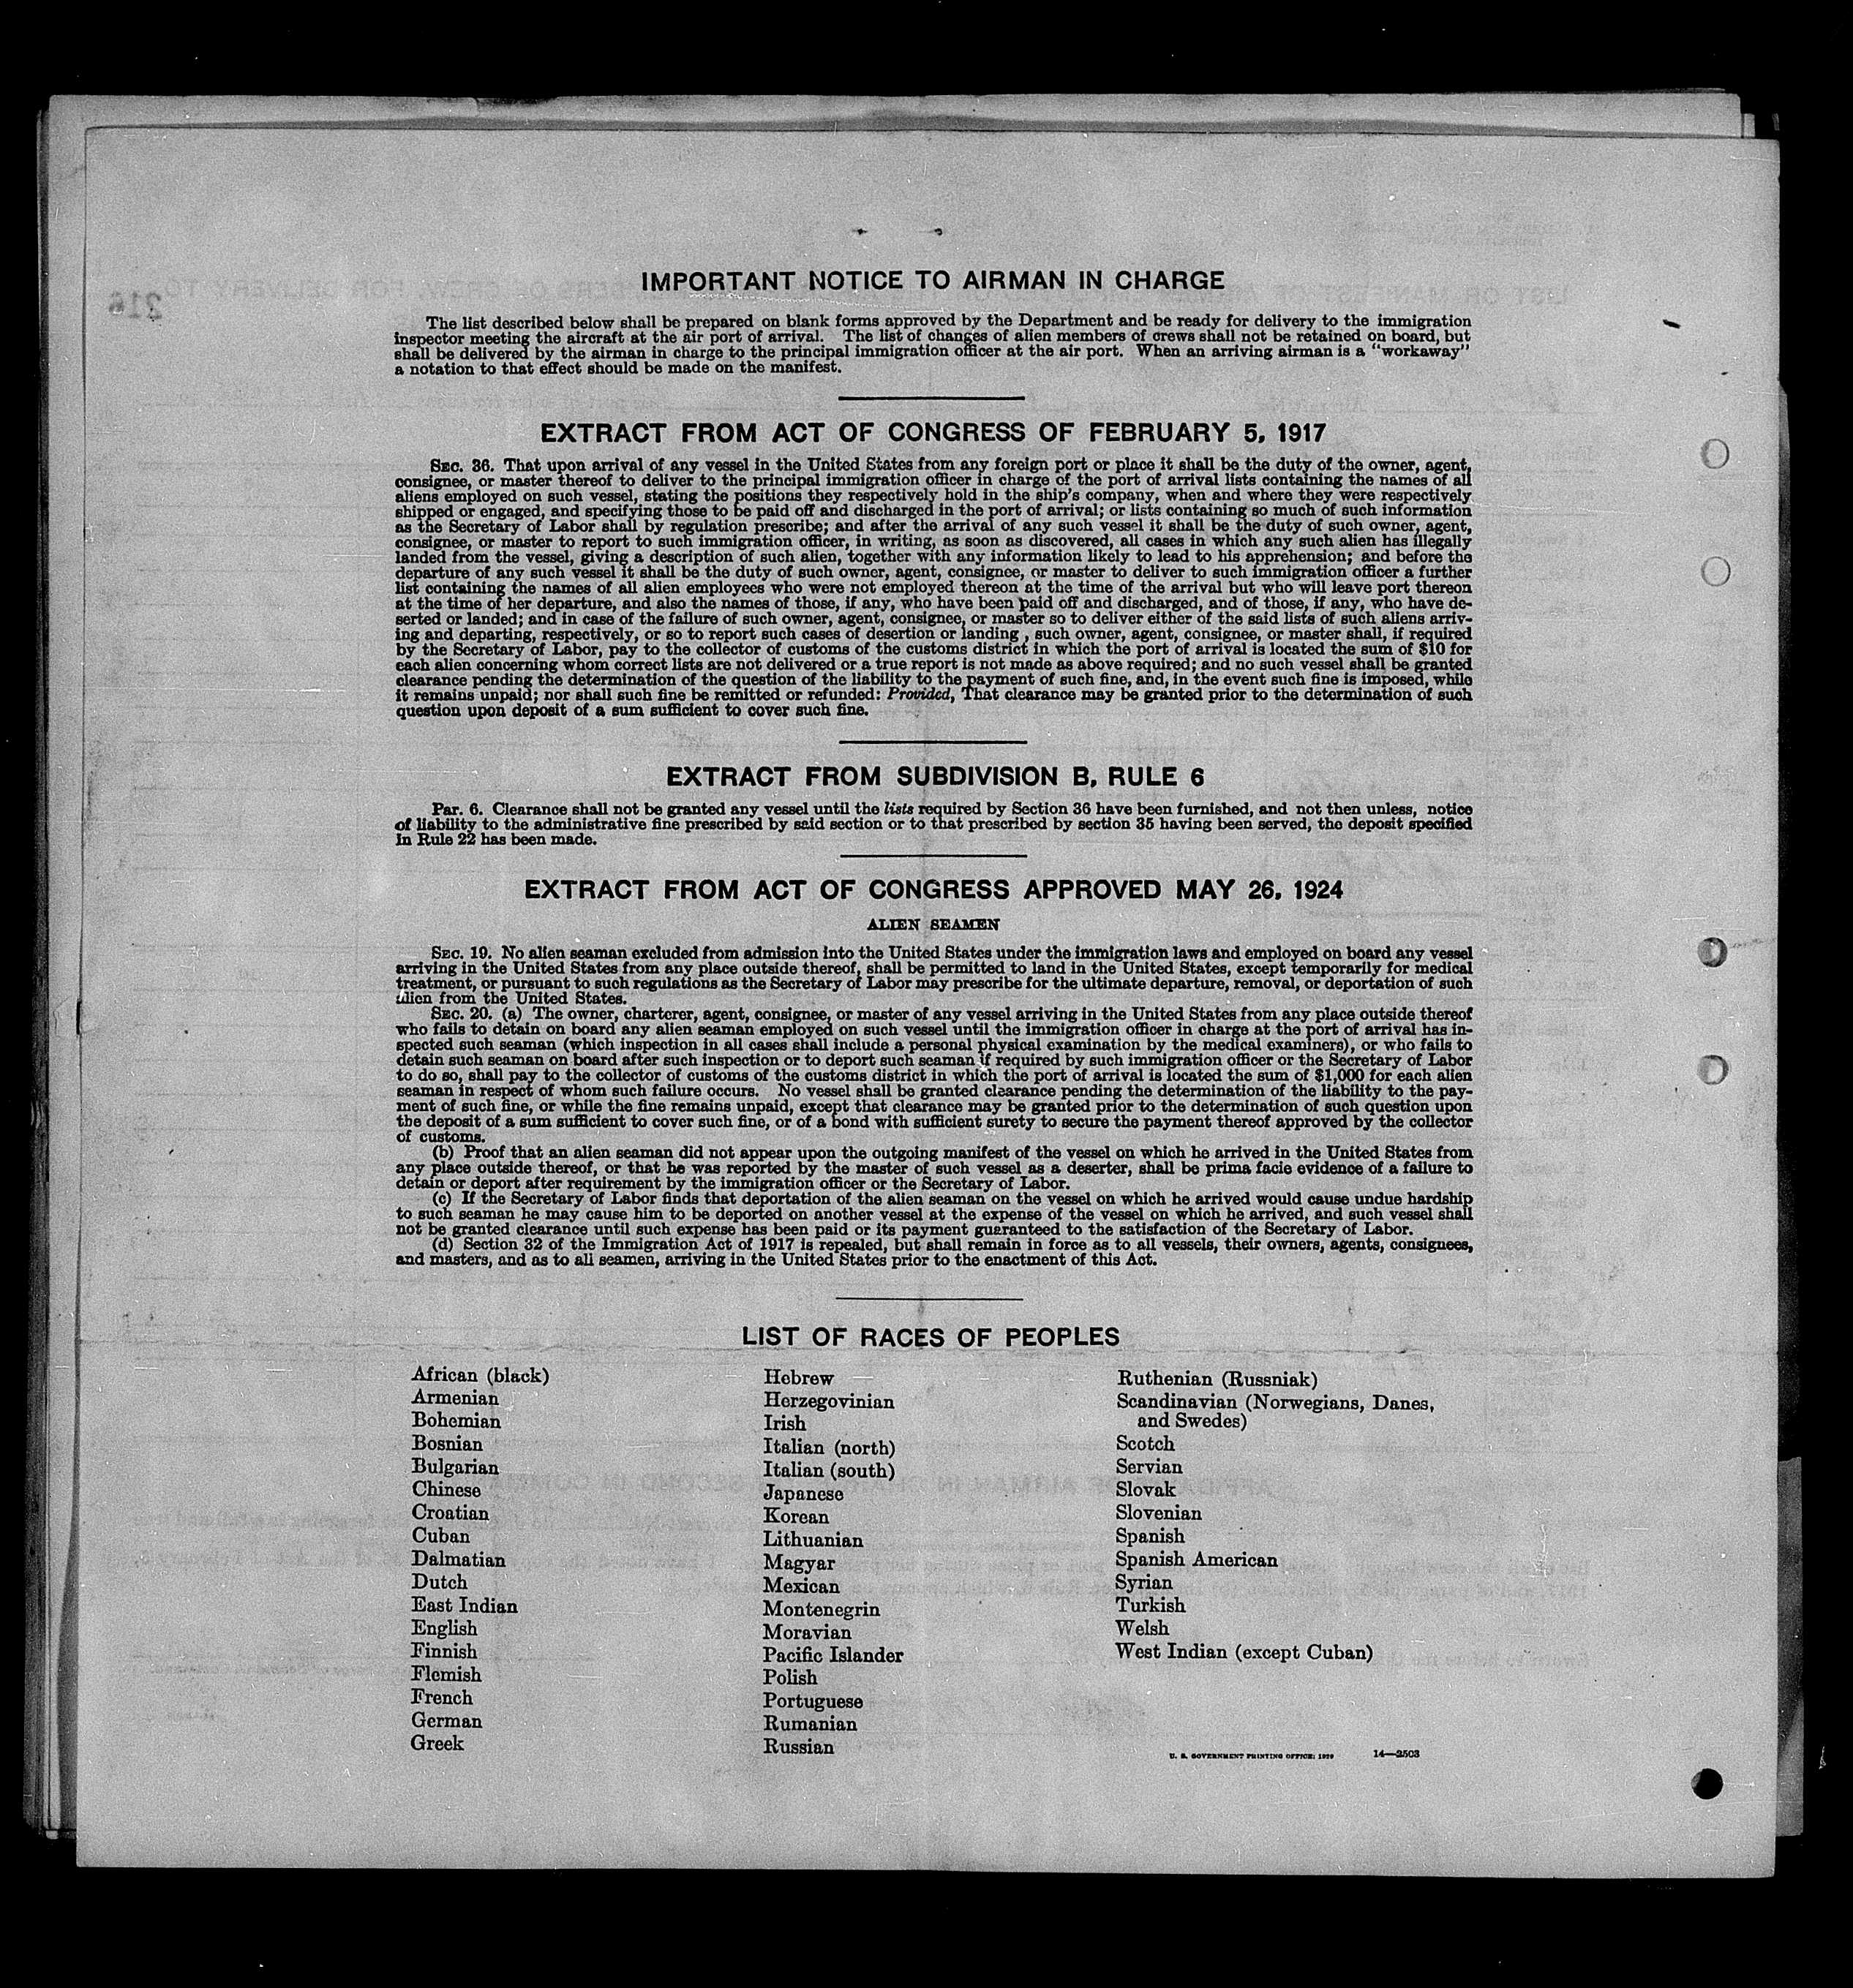 IMPORTANT NOTICE TO AIRMAN IN CHARGE
The list described below shall be prepared on blank forms approved by the Department and be ready for delivery to the immigration
inspector meeting the aircraft at the air port of arrival. The list of changes of alien members of crews shall not be retained on board, but
shall be delivered by the airman in charge to the principal immigration officer at the air port. When an arriving airman is a "workaway"
a notation to that effect should be made on the manifest.
EXTRACT FROM ACT OF CONGRESS OF FEBRUARY 5, 1917
SEC. 36. That upon arrival of any vessel in the United States from any foreign port or place it shall be the duty of the owner, agent,
consignee, or master thereof to deliver to the principal immigration officer in charge of the port of arrival lists containing the names of all
aliens employed on such vessel, stating the positions they respectively hold in the ship's company, when and where they were respectively
shipped or engaged, and specifying those to be paid off and discharged in the port of arrival; or lists containing so much of such information
as the Secretary of Labor shall by regulation prescribe; and after the arrival of any such vessel it shall be the duty of such owner, agent,
consignee, or master to report to such immigration officer, in writing, as soon as discovered, all cases in which any such alien has illegally
landed from the vessel, giving a description of such alien, together with any information likely to lead to his apprehension; and before the
departure of any such vessel it shall be the duty of such owner, agent, consignee, or master to deliver to such immigration officer a further
list containing the names of all alien employees who were not employed thereon at the time of the arrival but who will leave port thereon
at the time of her departure, and also the names of those, if any, who have been paid off and discharged, and of those, if any, who have de-
serted or landed; and in case of the failure of such owner, agent, consignee, or master so to deliver either of the said lists of such aliens arriv-
ing and departing, respectively, or so to report such cases of desertion or landing , such owner, agent, consignee, or master shall, if required
by the Secretary of Labor, pay to the collector of customs of the customs district in which the port of arrival is located the sum of $10 for
each alien concerning whom correct lists are not delivered or a true report is not made as above required; and no such vessel shall be granted
clearance pending the determination of the question of the liability to the payment of such fine, and, in the event such fine is imposed, while
it remains unpaid; nor shall such fine be remitted or refunded: Provided, That clearance may be granted prior to the determination of such
question upon deposit of a sum sufficient to cover such fine.
EXTRACT FROM SUBDIVISION B, RULE 6
Par. 6. Clearance shall not be granted any vessel until the lists required by Section 36 have been furnished, and not then unless, notice
of liability to the administrative fine prescribed by said section or to that prescribed by section 35 having been served, the deposit specified
in Rule 22 has been made.
EXTRACT FROM ACT OF CONGRESS APPROVED MAY 26, 1924
ALIEN SEAMEN
SEC. 19. No alien seaman excluded from admission into the United States under the immigration laws and employed on board any vessel
arriving in the United States from any place outside thereof, shall be permitted to land in the United States, except temporarily for medical
treatment, or pursuant to such regulations as the Secretary of Labor may prescribe for the ultimate departure, removal, or deportation of such
alien from the United States.
SEC. 20. (a) The owner, charterer, agent, consignee, or master of any vessel arriving in the United States from any place outside thereof
who fails to detain on board any alien seaman employed on such vessel until the immigration officer in charge at the port of arrival has in-
spected such seaman (which inspection in all cases shall include a personal physical examination by the medical examiners), or who fails to
detain such seaman on board after such inspection or to deport such seaman if required by such immigration officer or the Secretary of Labor
to do so, shall pay to the collector of customs of the customs district in which the port of arrival is located the sum of $1,000 for each alien
seaman in respect of whom such failure occurs. No vessel shall be granted clearance pending the determination of the liability to the pay-
ment of such fine, or while the fine remains unpaid, except that clearance may be granted prior to the determination of such question upon
the deposit of a sum sufficient to cover such fine, or of a bond with sufficient surety to secure the payment thereof approved by the collector
of customs.
(b) Proof that an alien seaman did not appear upon the outgoing manifest of the vessel on which he arrived in the United States from
any place outside thereof, or that he was reported by the master of such vessel as a deserter, shall be prima facie evidence of a failure to
detain or deport after requirement by the immigration officer or the Secretary of Labor.
(c) If the Secretary of Labor finds that deportation of the alien seaman on the vessel on which he arrived would cause undue hardship
to such seaman he may cause him to be deported on another vessel at the expense of the vessel on which he arrived, and such vessel shall
not be granted clearance until such expense has been paid or its payment guaranteed to the satisfaction of the Secretary of Labor.
(d) Section 32 of the Immigration Act of 1917 is repealed, but shall remain in force as to all vessels, their owners, agents, consignees,
and masters, and as to all seamen, arriving in the United States prior to the enactment of this Act.
LIST OF RACES OF PEOPLES
African (black)
Armenian
Bohemian
Bosnian
Bulgarian
Chinese
Croatian
Cuban
Dalmatian
Dutch
East Indian
English
Finnish
Flemish
French
German
Greek
Hebrew
Herzegovinian
Irish
Italian (north)
Italian (south)
Japanese
Korean
Lithuanian
Magyar
Mexican
Montenegrin
Moravian
Pacific Islander
Polish
Portuguese
Rumanian
Russian
Ruthenian (Russniak)
Scandinavian (Norwegians, Danes,
and Swedes)
Scotch
Servian
Slovak
Slovenian
Spanish
Spanish American
Syrian
Turkish
Welsh
West Indian (except Cuban)
U. S. GOVERNMENT PRINTING OFFICE: 1929 14—2503